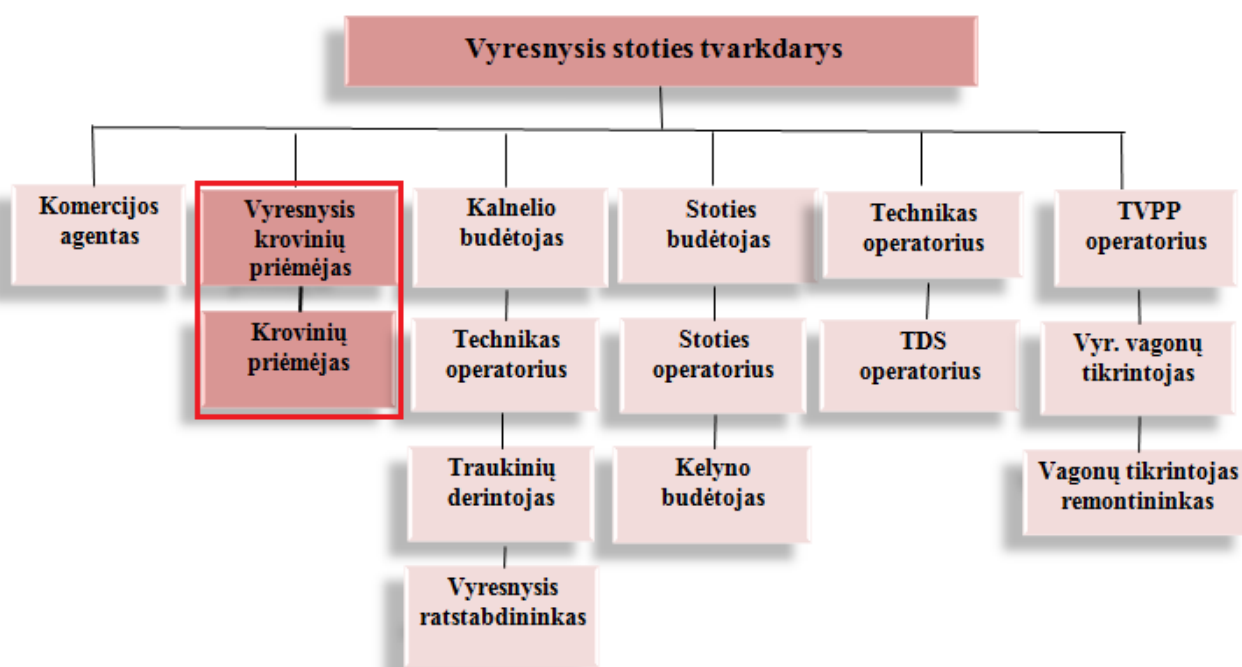 Vyresnysis stoties tvarkdarys
Komercijos
agentas
Vyresnysis
krovinių
priėmėjas
Kalnelio
budėtojas
Stoties
budėtojas
Technikas
operatorius
TVPP
operatorius
Krovinių
priėmėjas
Technikas
operatorius
Stoties
operatorius
TDS
operatorius
Vyr. vagonų
tikrintojas
Traukinių
derintojas
Kelyno
budėtojas
Vagonų tikrintojas
remontininkas
Vyresnysis
ratstabdininkas